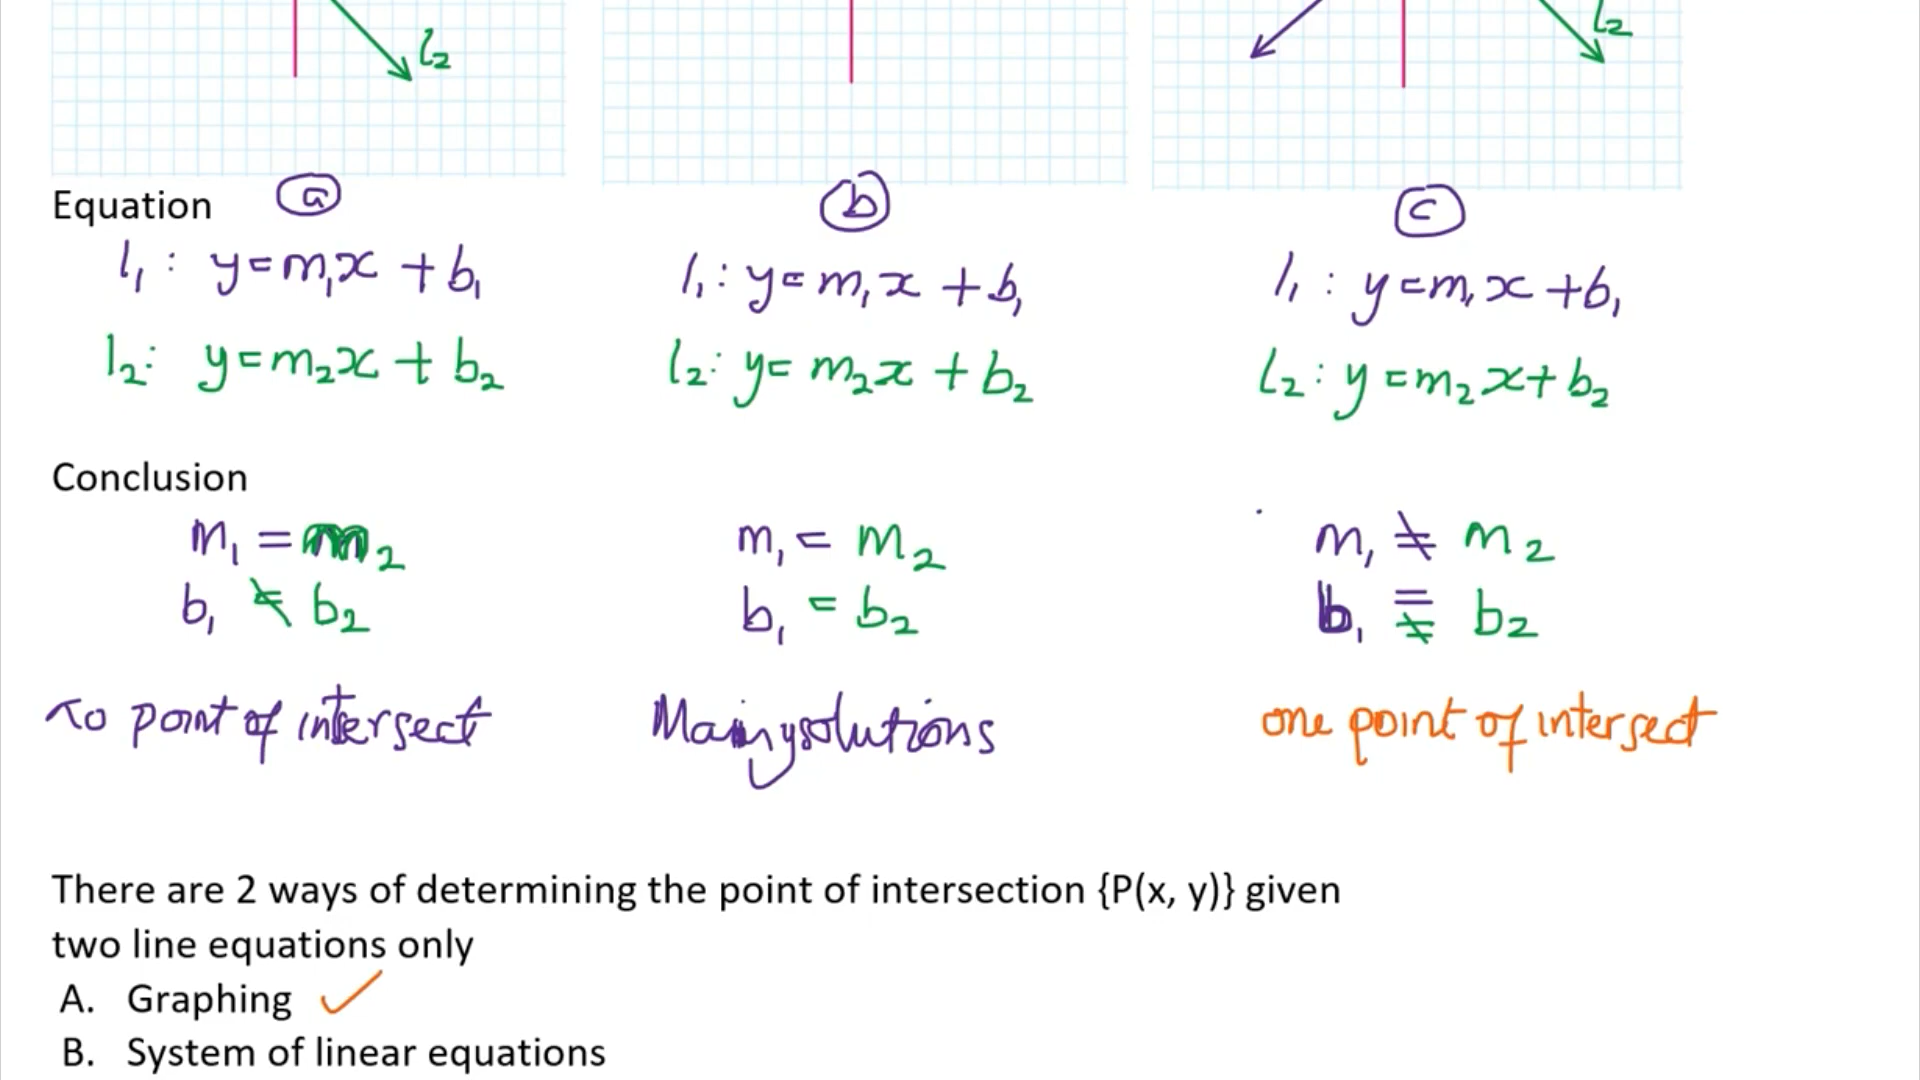 l₂ l₂
Equation ⓐ ⓑ ⓒ
l₁: y=m₁x+b₁ l₁: y=m₁x+b₁ l₁: y=m₁x+b₁
l₂: y=m₂x+b₂ l₂: y=m₂x+b₂ l₂: y=m₂x+b₂
Conclusion
m₁ = m₂ m₁ = m₂ m₁ ≠ m₂
b₁ ≠ b₂ b₁ = b₂ b₁ = ≠ b₂
point of intersect Many solutions one point of intersect
There are 2 ways of determining the point of intersection {P(x, y)} given
two line equations only
A. Graphing ✓
B. System of linear equations